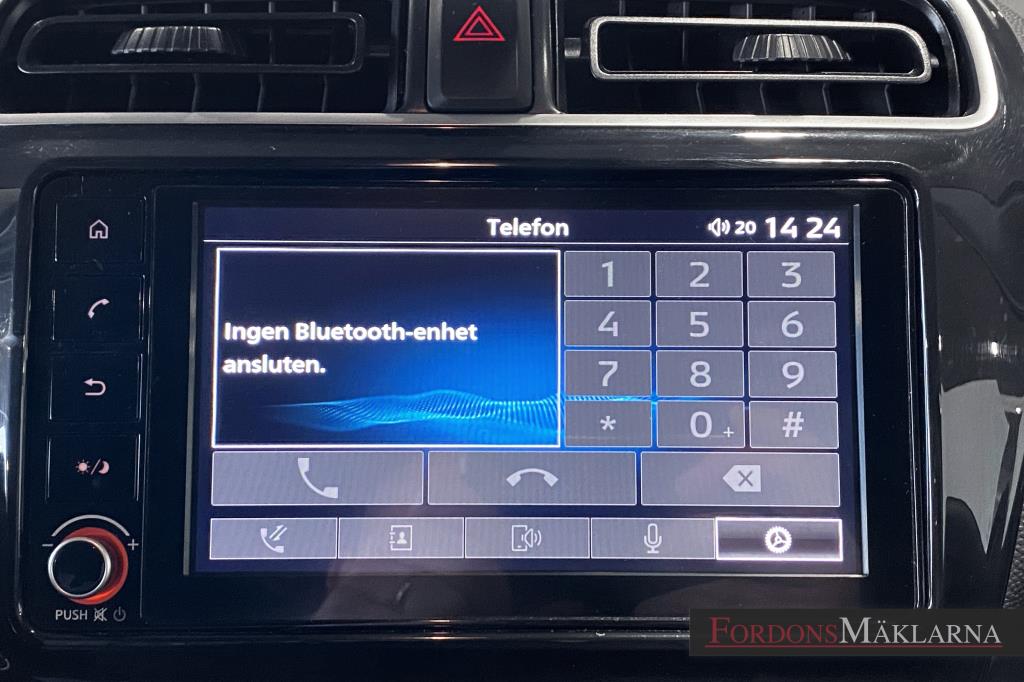 Telefon 20 14 24
Ingen Bluetooth-enhet
ansluten.
1 2 3
4 5 6
7 8 9
* 0 + #
− +
PUSH
FORDONSMÄKLARNA